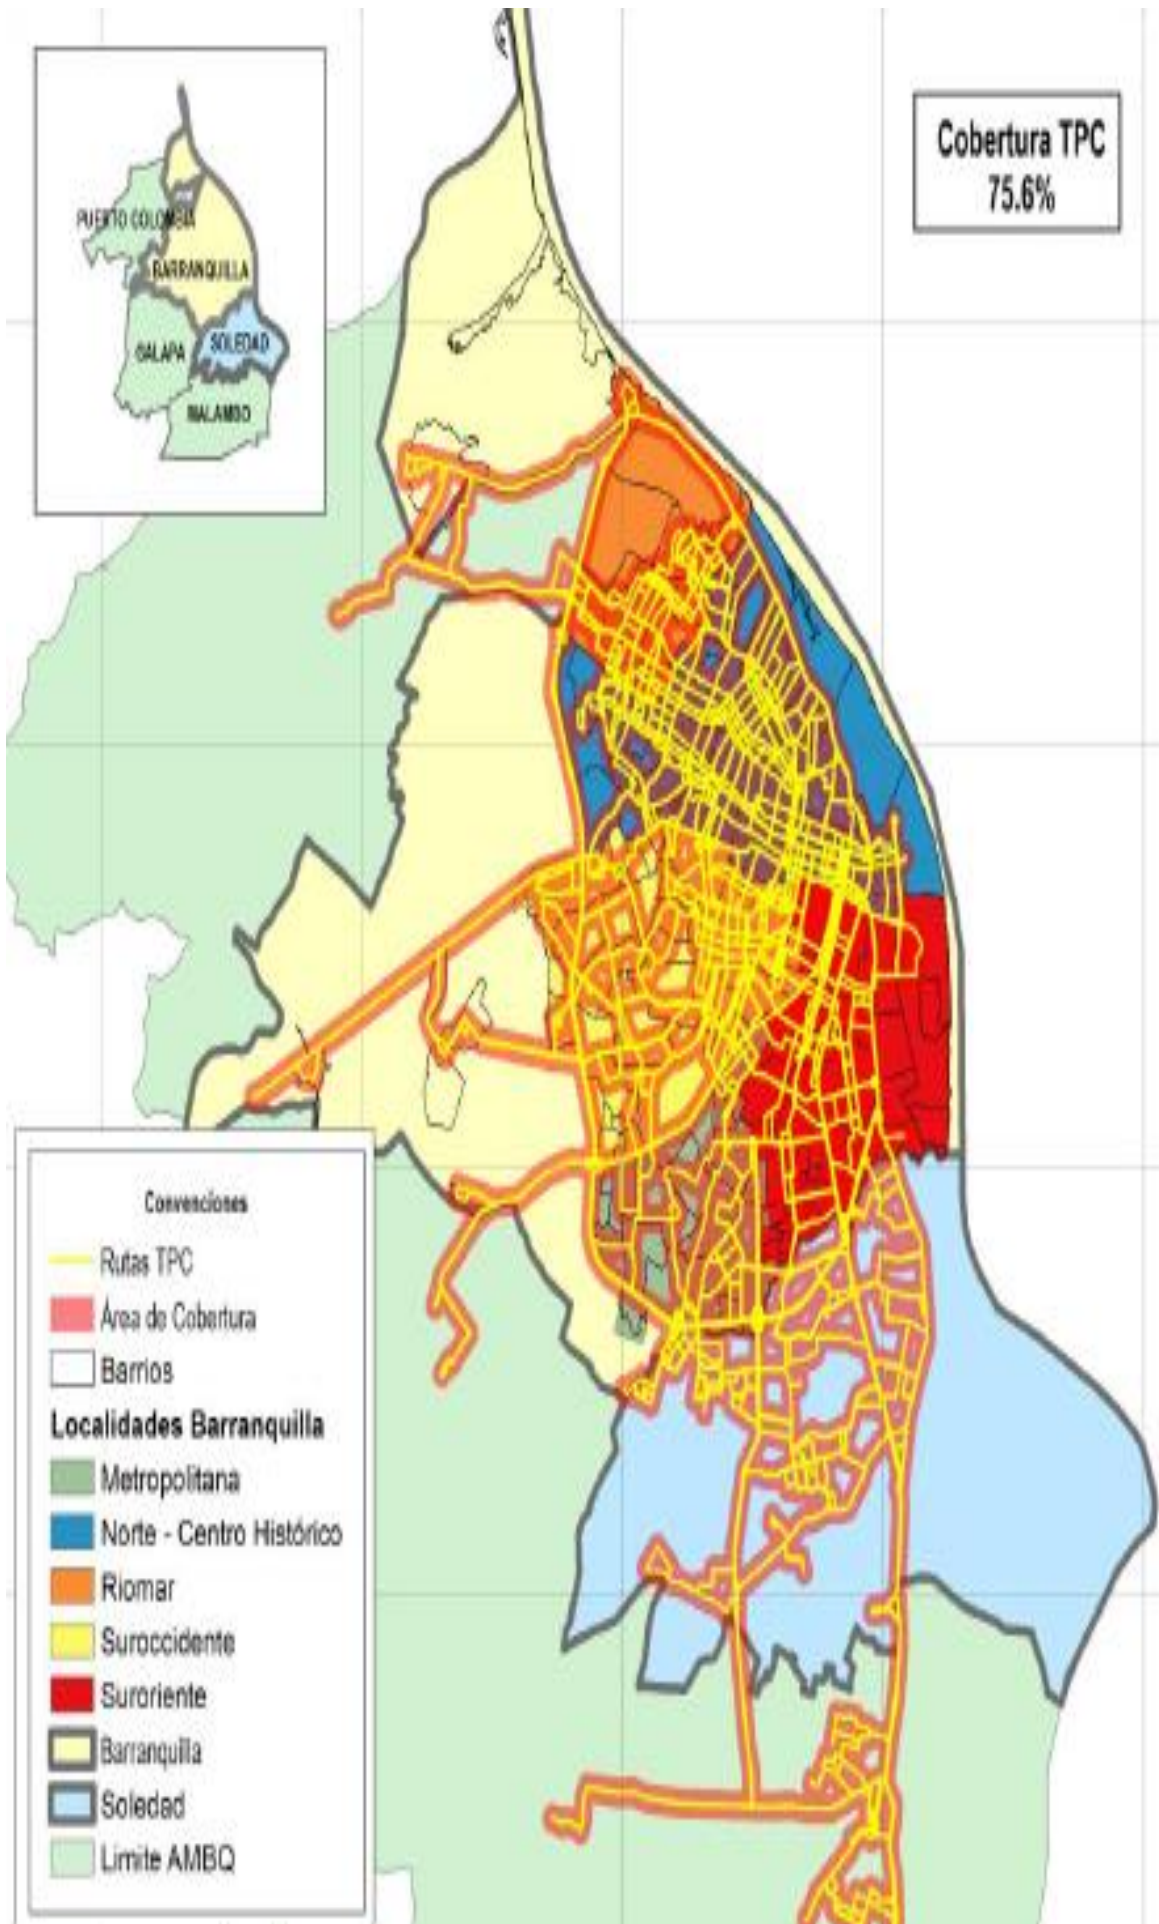 Cobertura TPC
75.6%
PUERTO COLOMBIA
BARRANQUILLA
GALAPA
SOLEDAD
MALAMBO
Convenciones
Rutas TPC
Área de Cobertura
Barrios
Localidades Barranquilla
Metropolitana
Norte - Centro Histórico
Riomar
Suroccidente
Suroriente
Barranquilla
Soledad
Limite AMBQ